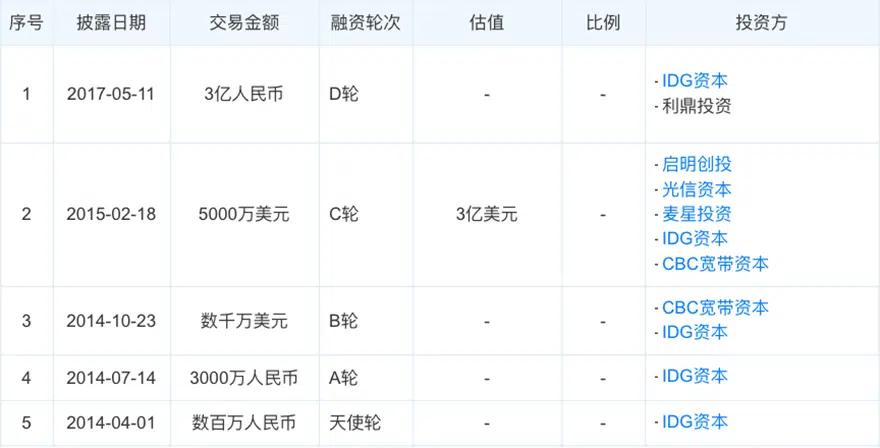 序号 披露日期 交易金额 融资轮次 估值 比例 投资方
1 2017-05-11 3亿人民币 D轮 - - - IDG资本
- 利鼎投资
2 2015-02-18 5000万美元 C轮 3亿美元 - - 启明创投
- 光信资本
- 麦星投资
- IDG资本
- CBC宽带资本
3 2014-10-23 数千万美元 B轮 - - - CBC宽带资本
- IDG资本
4 2014-07-14 3000万人民币 A轮 - - - IDG资本
5 2014-04-01 数百万人民币 天使轮 - - - IDG资本